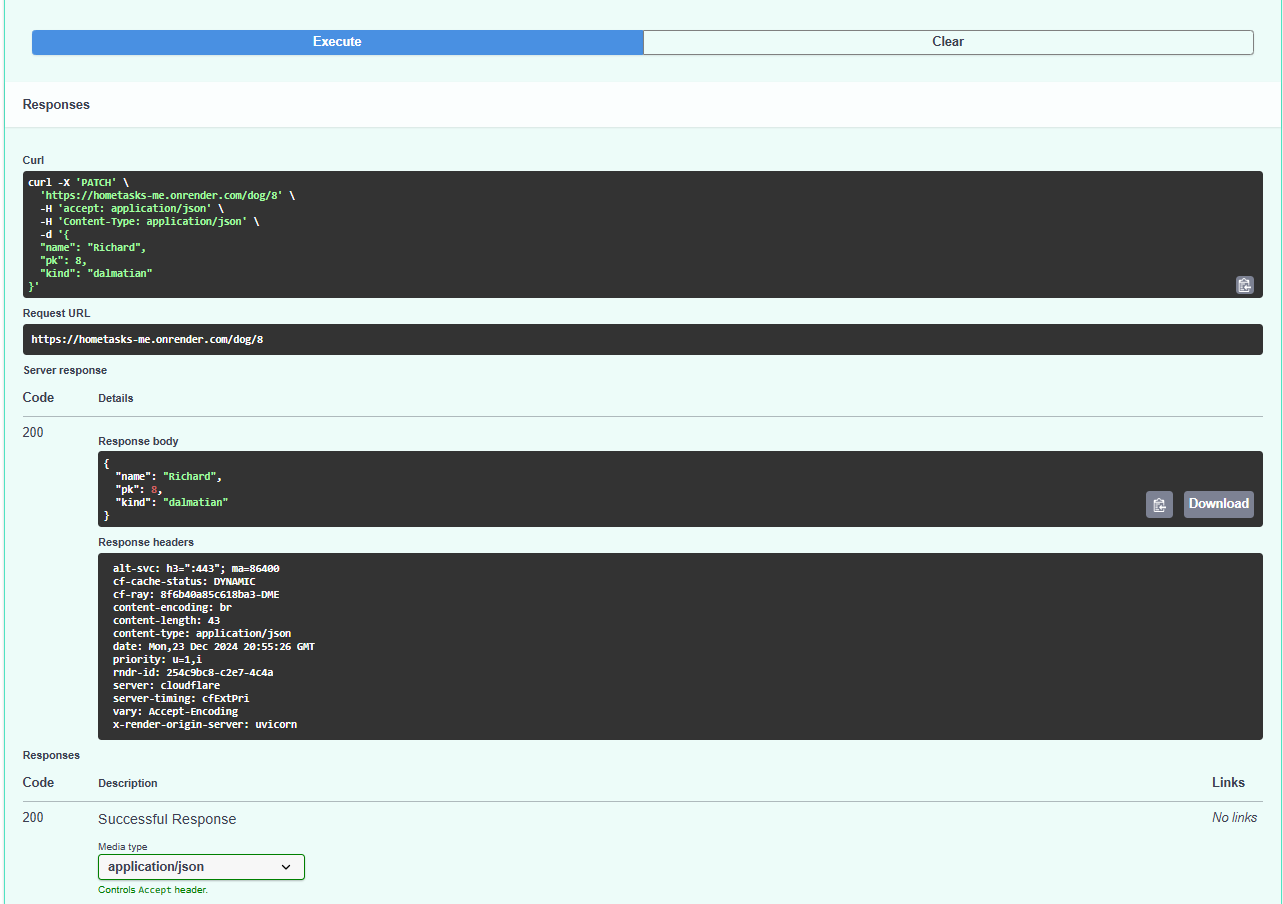 Execute
Clear
Responses
Curl
curl -X 'PATCH' \
'https://hometasks-me.onrender.com/dog/8' \
-H 'accept: application/json' \
-H 'Content-Type: application/json' \
-d '{
"name": "Richard",
"pk": 8,
"kind": "dalmatian"
}'
Request URL
https://hometasks-me.onrender.com/dog/8
Server response
Code Details
200
Response body
{
"name": "Richard",
"pk": 8,
"kind": "dalmatian"
}
Download
Response headers
alt-svc: h3=":443"; ma=86400
cf-cache-status: DYNAMIC
cf-ray: 8f6b40a85c618ba3-DME
content-encoding: br
content-length: 43
content-type: application/json
date: Mon,23 Dec 2024 20:55:26 GMT
priority: u=1,i
rndr-id: 254c9bc8-c2e7-4c4a
server: cloudflare
server-timing: cfExtPri
vary: Accept-Encoding
x-render-origin-server: uvicorn
Responses
Code Description Links
200 Successful Response No links
Media type
application/json
Controls Accept header.